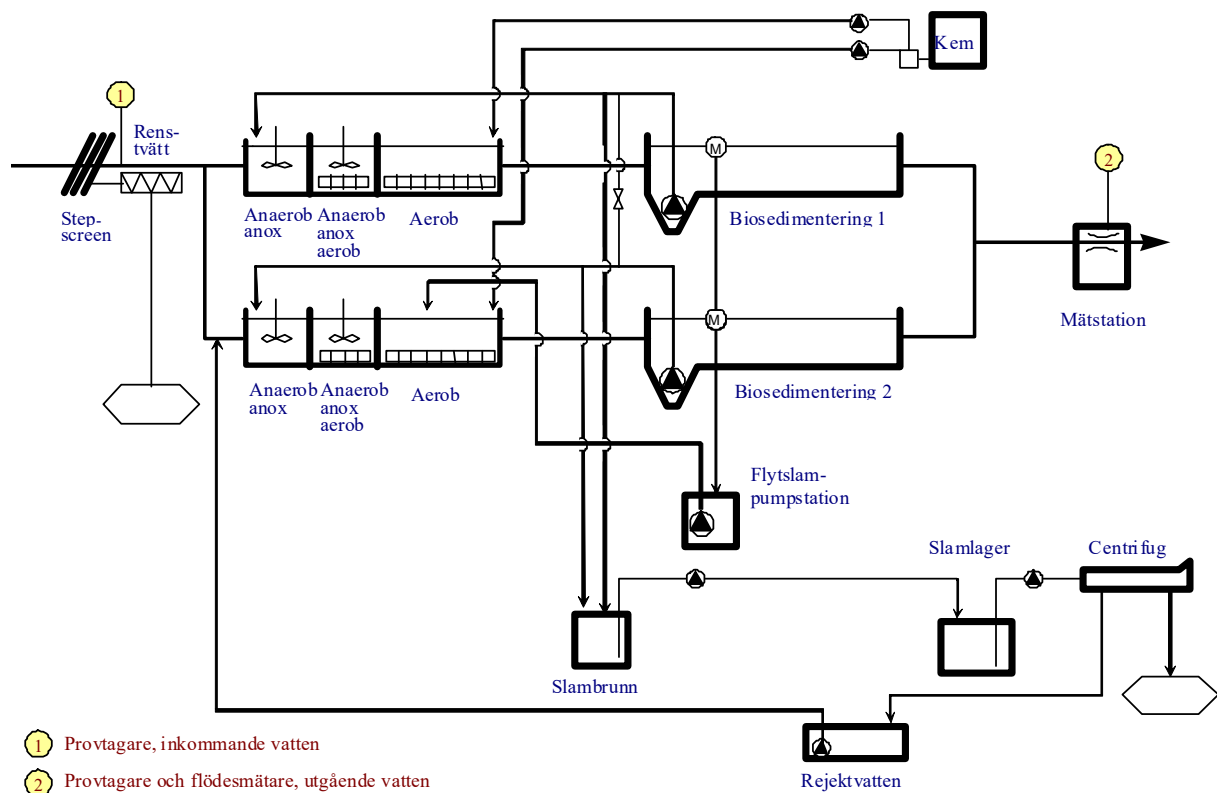 Kem
1
Rens-
tvätt
2
M
Step-
screen
Anaerob
anox
Anaerob
anox
aerob
Aerob
Biosedimentering 1
Mätstation
M
Anaerob
anox
Anaerob
anox
aerob
Aerob
Biosedimentering 2
Flytslam-
pumpstation
Slamlager
Centrifug
Slambrunn
Rejektvatten
1 Provtagare, inkommande vatten
2 Provtagare och flödesmätare, utgående vatten